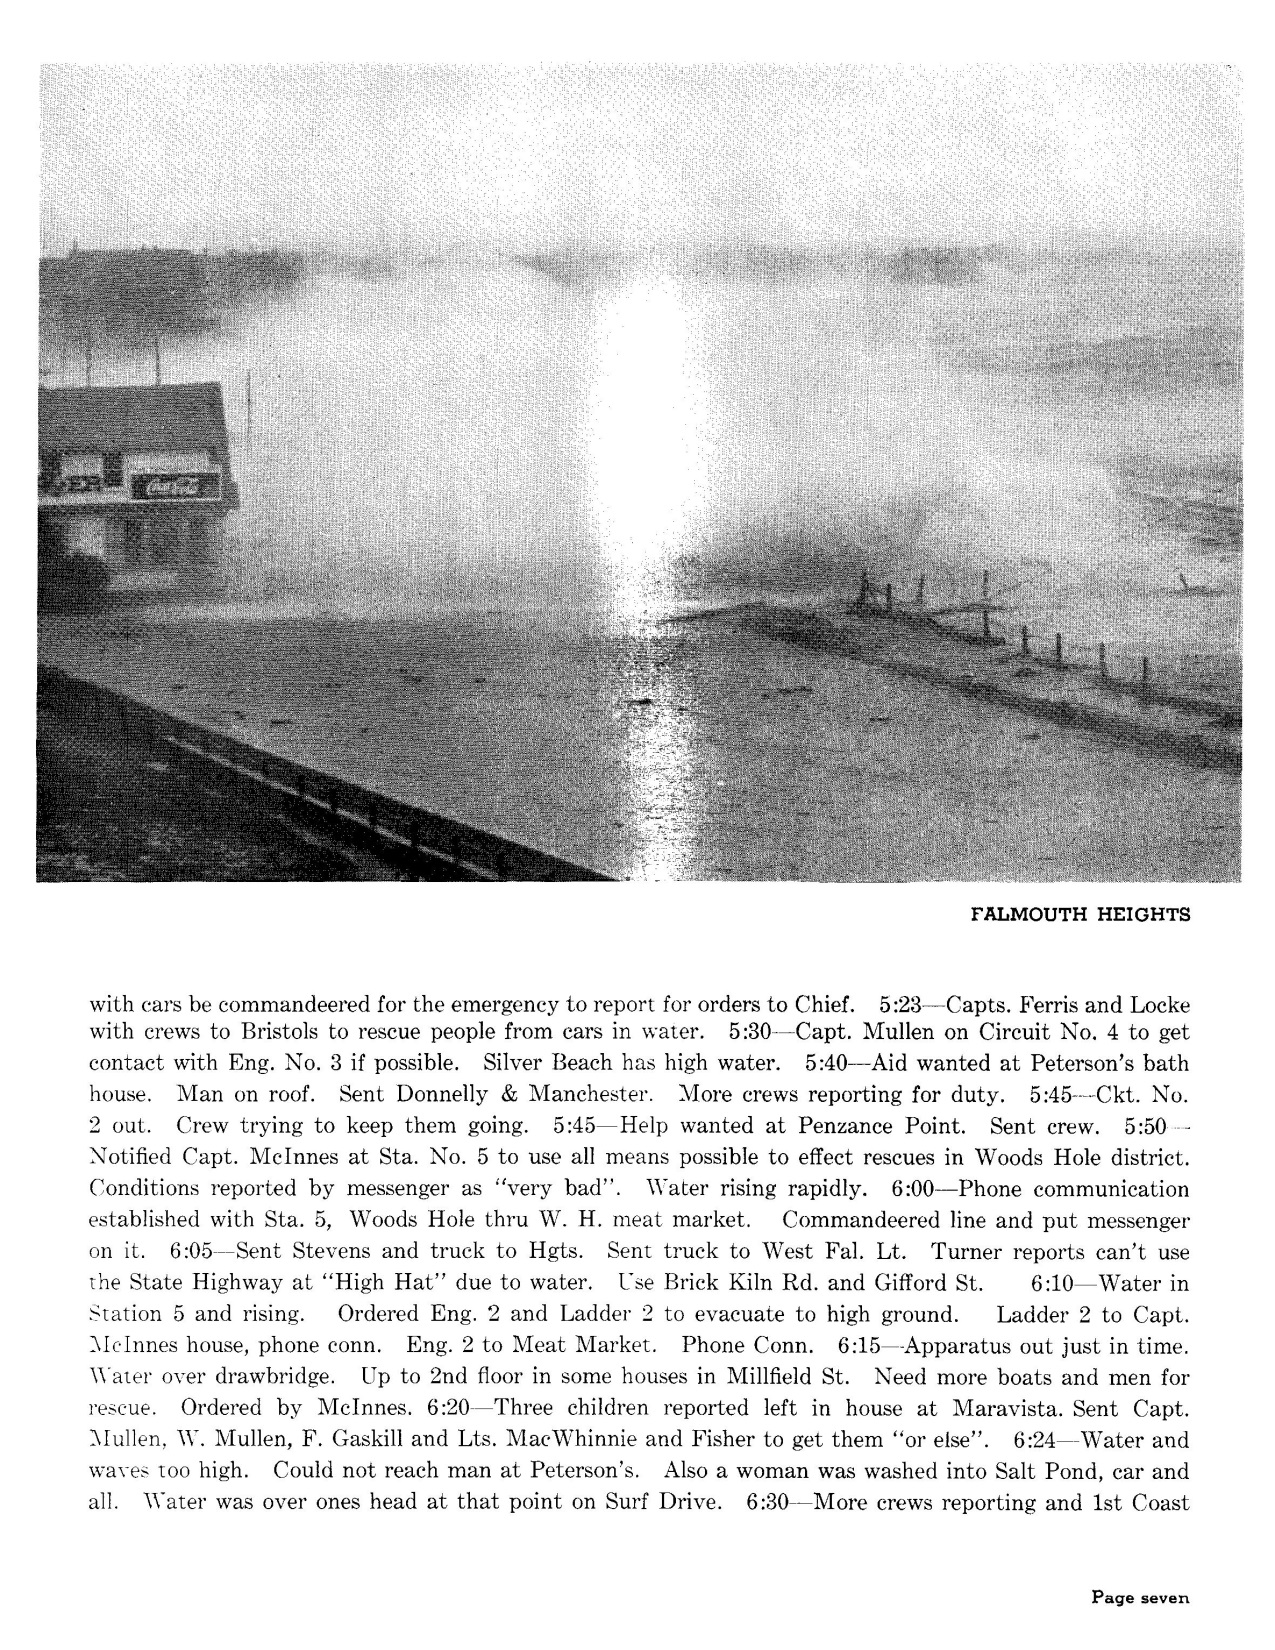 ER
Coca-Cola
FALMOUTH HEIGHTS
with cars be commandeered for the emergency to report for orders to Chief. 5:23—Capts. Ferris and Locke
with crews to Bristols to rescue people from cars in water. 5:30—Capt. Mullen on Circuit No. 4 to get
contact with Eng. No. 3 if possible. Silver Beach has high water. 5:40—Aid wanted at Peterson's bath
house. Man on roof. Sent Donnelly & Manchester. More crews reporting for duty. 5:45—Ckt. No.
2 out. Crew trying to keep them going. 5:45—Help wanted at Penzance Point. Sent crew. 5:50—
Notified Capt. McInnes at Sta. No. 5 to use all means possible to effect rescues in Woods Hole district.
Conditions reported by messenger as "very bad". Water rising rapidly. 6:00—Phone communication
established with Sta. 5, Woods Hole thru W. H. meat market. Commandeered line and put messenger
on it. 6:05—Sent Stevens and truck to Hgts. Sent truck to West Fal. Lt. Turner reports can't use
the State Highway at "High Hat" due to water. Use Brick Kiln Rd. and Gifford St. 6:10—Water in
Station 5 and rising. Ordered Eng. 2 and Ladder 2 to evacuate to high ground. Ladder 2 to Capt.
McInnes house, phone conn. Eng. 2 to Meat Market. Phone Conn. 6:15—Apparatus out just in time.
Water over drawbridge. Up to 2nd floor in some houses in Millfield St. Need more boats and men for
rescue. Ordered by McInnes. 6:20—Three children reported left in house at Maravista. Sent Capt.
Mullen, W. Mullen, F. Gaskill and Lts. MacWhinnie and Fisher to get them "or else". 6:24—Water and
waves too high. Could not reach man at Peterson's. Also a woman was washed into Salt Pond, car and
all. Water was over ones head at that point on Surf Drive. 6:30—More crews reporting and 1st Coast
Page seven